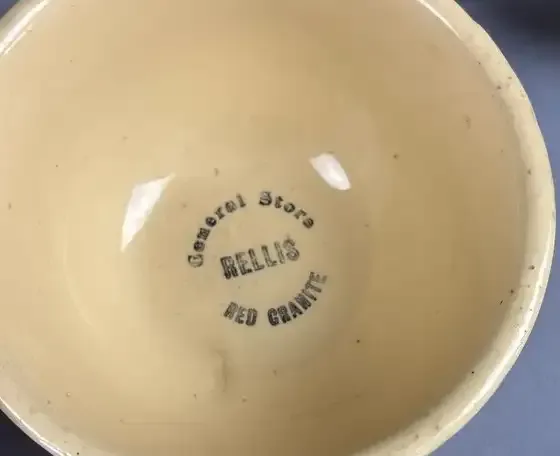 General Store
RELLIS
RED GRANITE